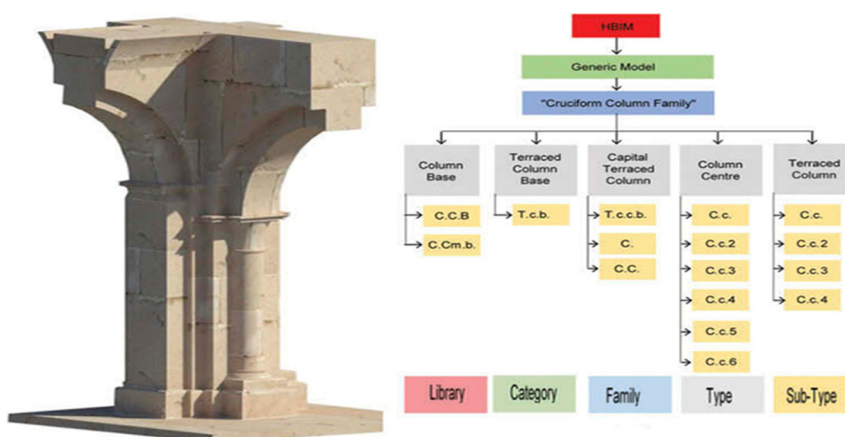 HBIM
Generic Model
"Cruciform Column Family"
Column
Base
C.C.B
C.Cm.b.
Terraced
Column
Base
T.c.b.
Capital
Terraced
Column
T.c.c.b.
C.
C.C.
Column
Centre
C.c.
C.c.2
C.c.3
C.c.4
C.c.5
C.c.6
Terraced
Column
C.c.
C.c.2
C.c.3
C.c.4
Library
Category
Family
Type
Sub-Type